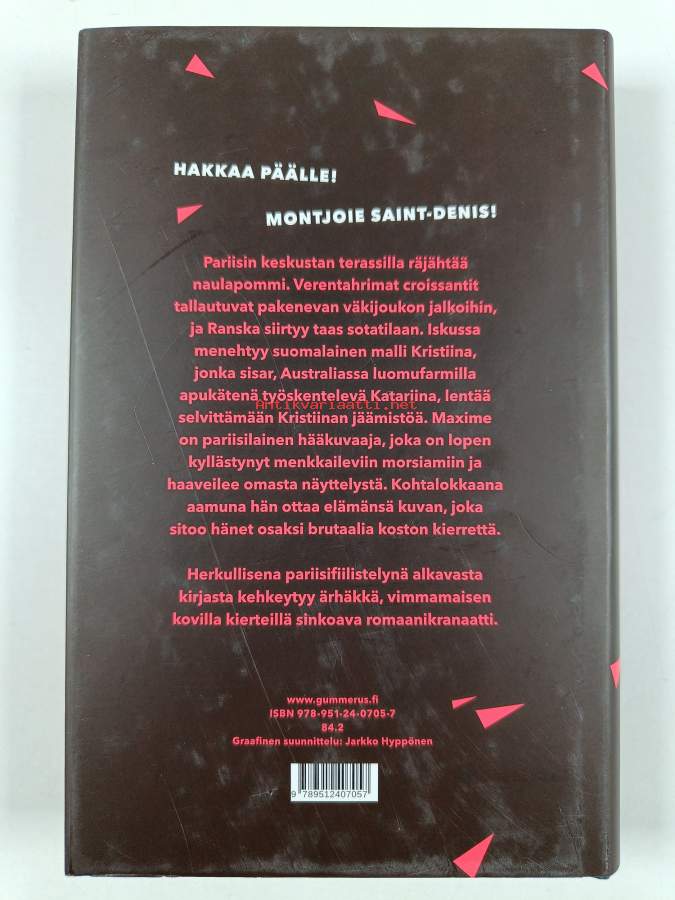 HAKKAA PÄÄLLE!
MONTJOIE SAINT-DENIS!
Pariisin keskustan terassilla räjähtää
naulapommi. Verentahrimat croissantit
tallautuvat pakenevan väkijoukon jalkoihin,
ja Ranska siirtyy taas sotatilaan. Iskussa
menehtyy suomalainen malli Kristiina,
jonka sisar, Australiassa luomufarmilla
apukätenä työskentelevä Katariina, lentää
Antikvariaatti.net
selvittämään Kristiinan jäämistöä. Maxime
on pariisilainen hääkuvaaja, joka on lopen
kyllästynyt menkkaileviin morsiamiin ja
haaveilee omasta näyttelystä. Kohtalokkaana
aamuna hän ottaa elämänsä kuvan, joka
sitoo hänet osaksi brutaalia koston kierrettä.
Herkullisena pariisifiilistelynä alkavasta
kirjasta kehkeytyy ärhäkkä, vimmamaisen
kovilla kierteillä sinkoava romaanikranaatti.
www.gummerus.fi
ISBN 978-951-24-0705-7
84.2
Graafinen suunnittelu: Jarkko Hyppönen
9 789512 407057